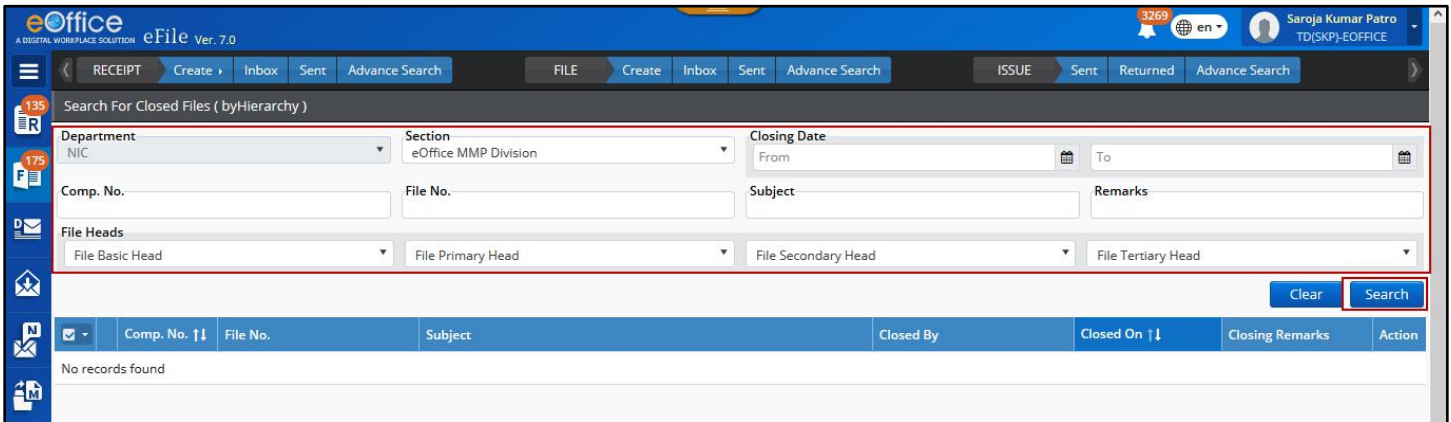 eOffice
A DIGITAL WORKPLACE SOLUTION eFile Ver. 7.0
3269 en Saroja Kumar Patro
TD(SKP)-EOFFICE
RECEIPT Create Inbox Sent Advance Search FILE Create Inbox Sent Advance Search ISSUE Sent Returned Advance Search
135 R
Search For Closed Files ( byHierarchy )
Department Section Closing Date
NIC eOffice MMP Division From To
175 F
Comp. No. File No. Subject Remarks
D
File Heads
File Basic Head File Primary Head File Secondary Head File Tertiary Head
Clear Search
N
Comp. No. File No. Subject Closed By Closed On Closing Remarks Action
No records found
M